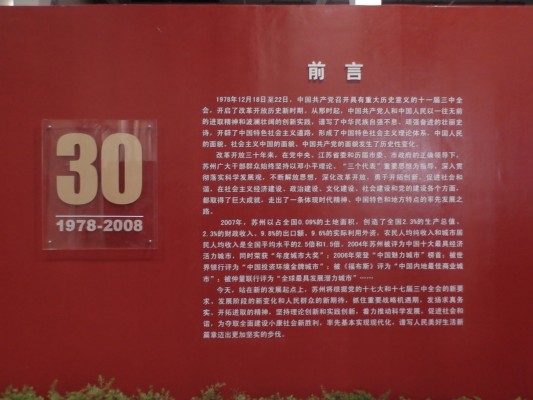 前言
30
1978-2008
1978年12月18日至22日，中国共产党召开具有重大历史意义的十一届三中全
会，开启了改革开放历史新时期。从那时起，中国共产党人和中国人民以一往无前
的进取精神和波澜壮阔的创新实践，谱写了中华民族自强不息、顽强奋进的壮丽史
诗，开辟了中国特色社会主义道路，形成了中国特色社会主义理论体系，中国人民
的面貌、社会主义中国的面貌、中国共产党的面貌发生了历史性变化。
改革开放三十年来，在党中央、江苏省委和历届市委、市政府的正确领导下，
苏州广大干部群众始终坚持以邓小平理论、“三个代表”重要思想为指导，深入贯
彻落实科学发展观，不断解放思想，深化改革开放，勇于开拓创新，促进社会和
谐，在社会主义经济建设、政治建设、文化建设、社会建设和党的建设各个方面，
都取得了巨大成就，走出了一条体现时代精神、中国特色和地方特点的率先发展之
路。
2007年，苏州以占全国0.09%的土地面积，创造了全国2.3%的生产总值、
2.3%的财政收入、9.8%的出口额、9.6%的实际利用外资，农民人均纯收入和城市居
民人均收入是全国平均水平的2.5倍和1.5倍。2004年苏州被评为中国十大最具经济
活力城市，同时荣获“年度城市大奖”；2006年荣登“中国魅力城市”榜首；被世
界银行评为“中国投资环境金牌城市”；被《福布斯》评为“中国内地最佳商业城
市”；被仲量联行评为“全球最具发展潜力城市”……
今天，站在新的发展起点上，苏州将根据党的十七大和十七届三中全会的新要
求、发展阶段的新变化和人民群众的新期待，抓住重要战略机遇期，发扬求真务
实、开拓进取的精神，坚持理论创新和实践创新，着力推动科学发展，促进社会和
谐，为夺取全面建设小康社会新胜利，率先基本实现现代化，谱写人民美好生活新
篇章迈出更加坚实的步伐。